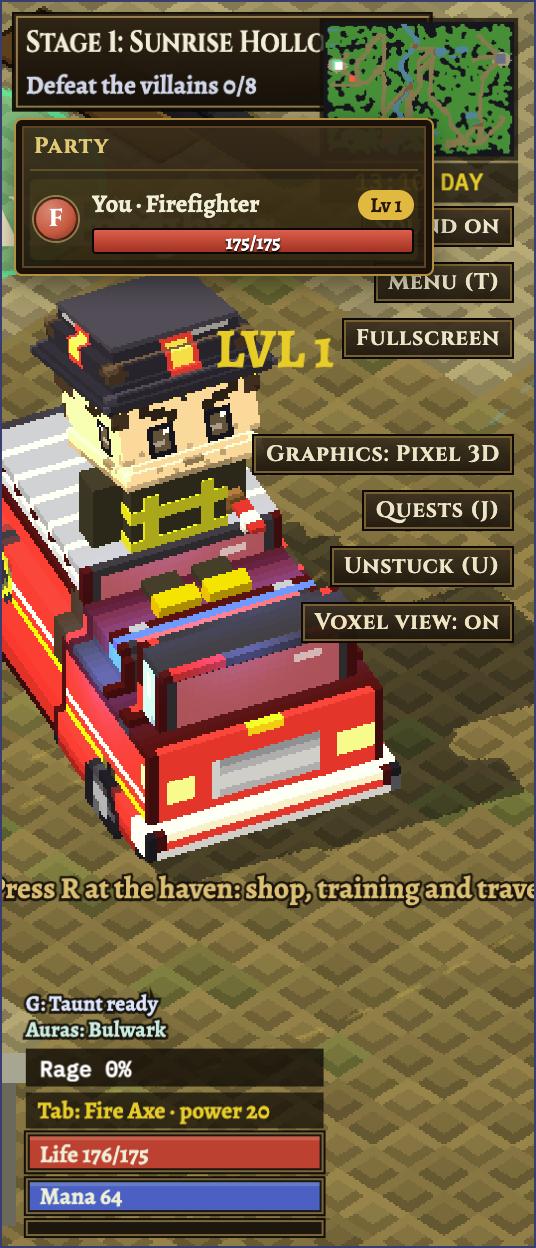 STAGE 1: SUNRISE HOLLO
Defeat the villains 0/8
PARTY
F
You · Firefighter
Lv 1
175/175
DAY
ND ON
MENU (T)
LVL 1
FULLSCREEN
GRAPHICS: PIXEL 3D
QUESTS (J)
UNSTUCK (U)
VOXEL VIEW: ON
Press R at the haven: shop, training and trave
G: Taunt ready
Auras: Bulwark
Rage 0%
Tab: Fire Axe · power 20
Life 176/175
Mana 64